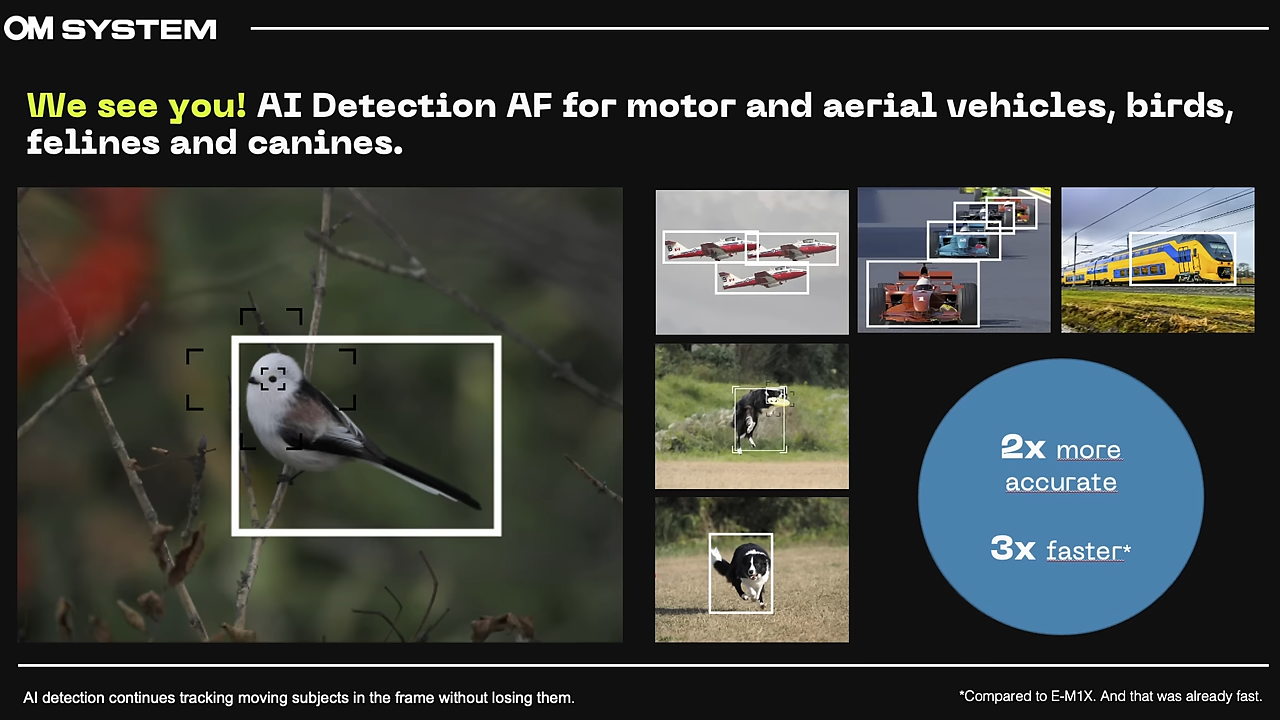 OM SYSTEM
We see you! AI Detection AF for motor and aerial vehicles, birds,
felines and canines.
2x more
accurate
3x faster*
AI detection continues tracking moving subjects in the frame without losing them.
*Compared to E-M1X. And that was already fast.